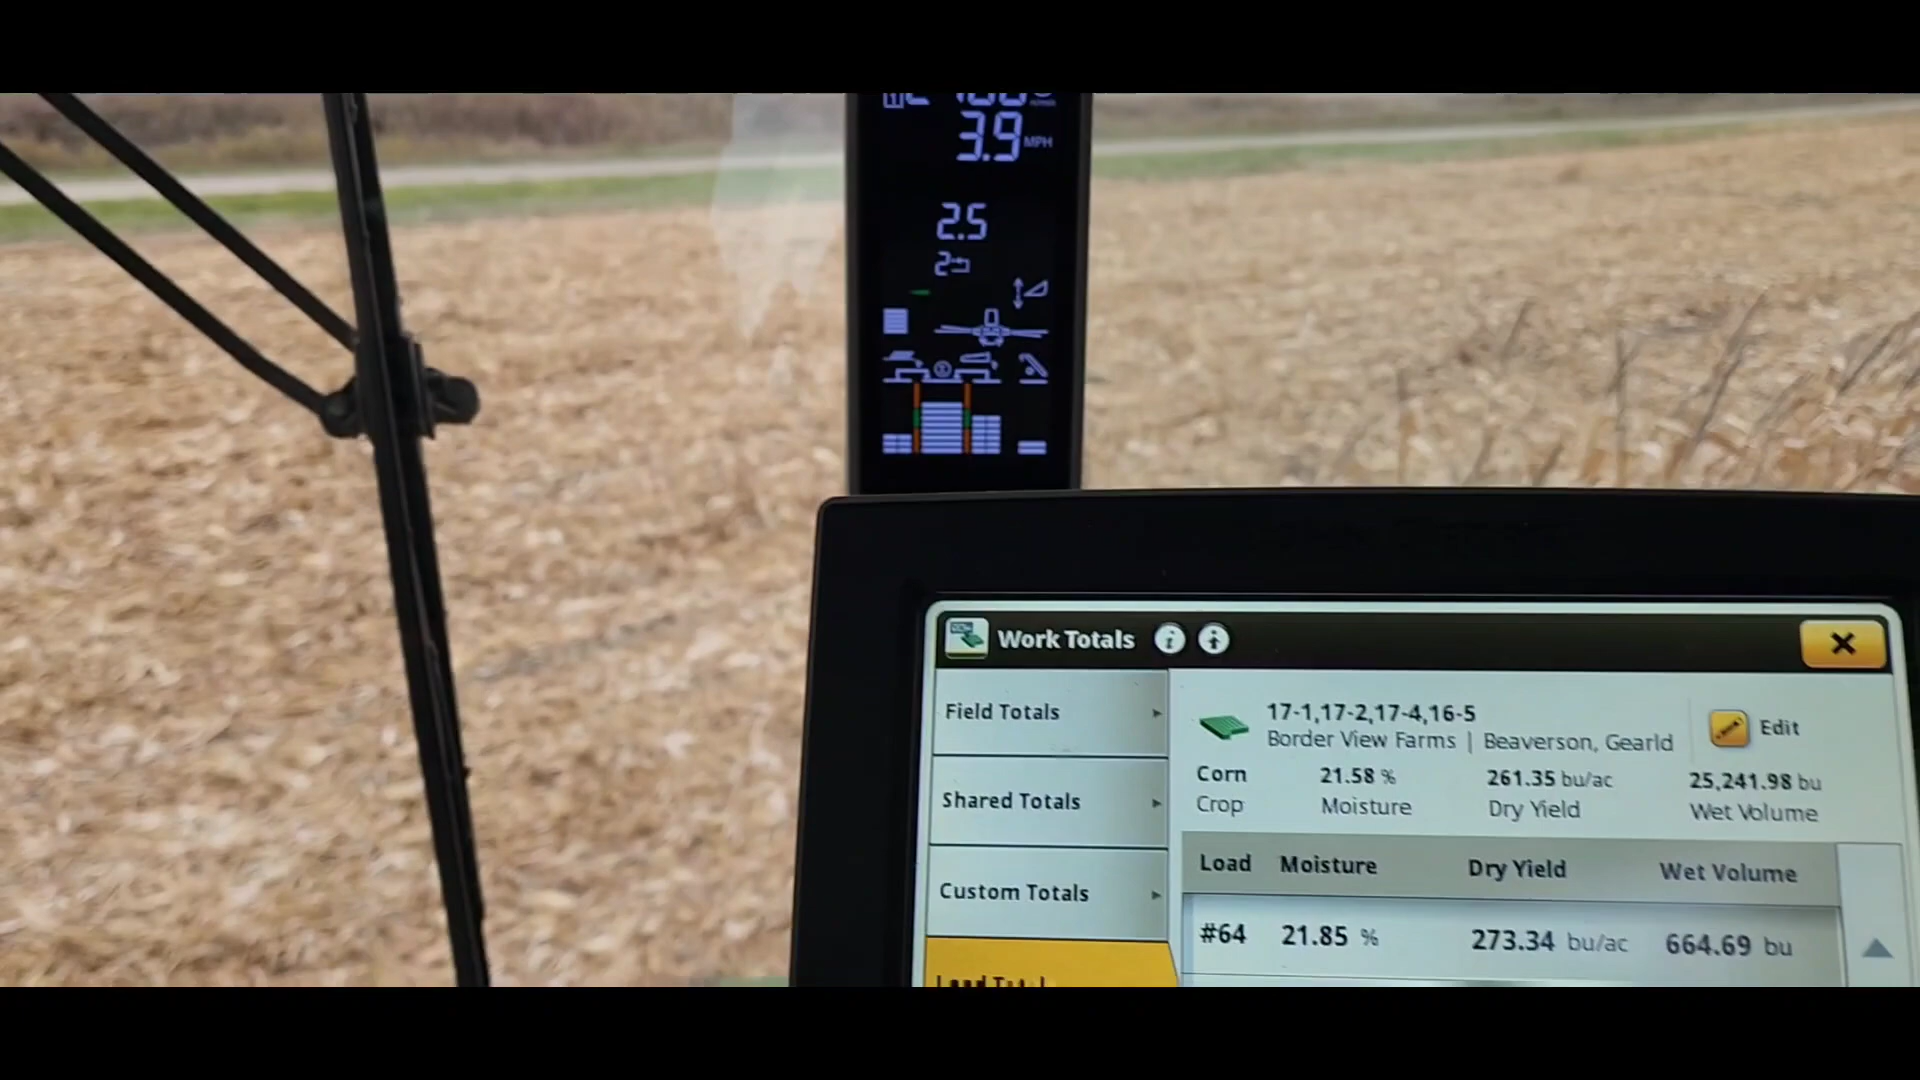 3.9 MPH
2.5
2
Work Totals
Field Totals
Shared Totals
Custom Totals
17-1,17-2,17-4,16-5
Border View Farms | Beaverson, Gearld
Edit
Corn 21.58 % 261.35 bu/ac 25,241.98 bu
Crop Moisture Dry Yield Wet Volume
Load Moisture Dry Yield Wet Volume
#64 21.85 % 273.34 bu/ac 664.69 bu